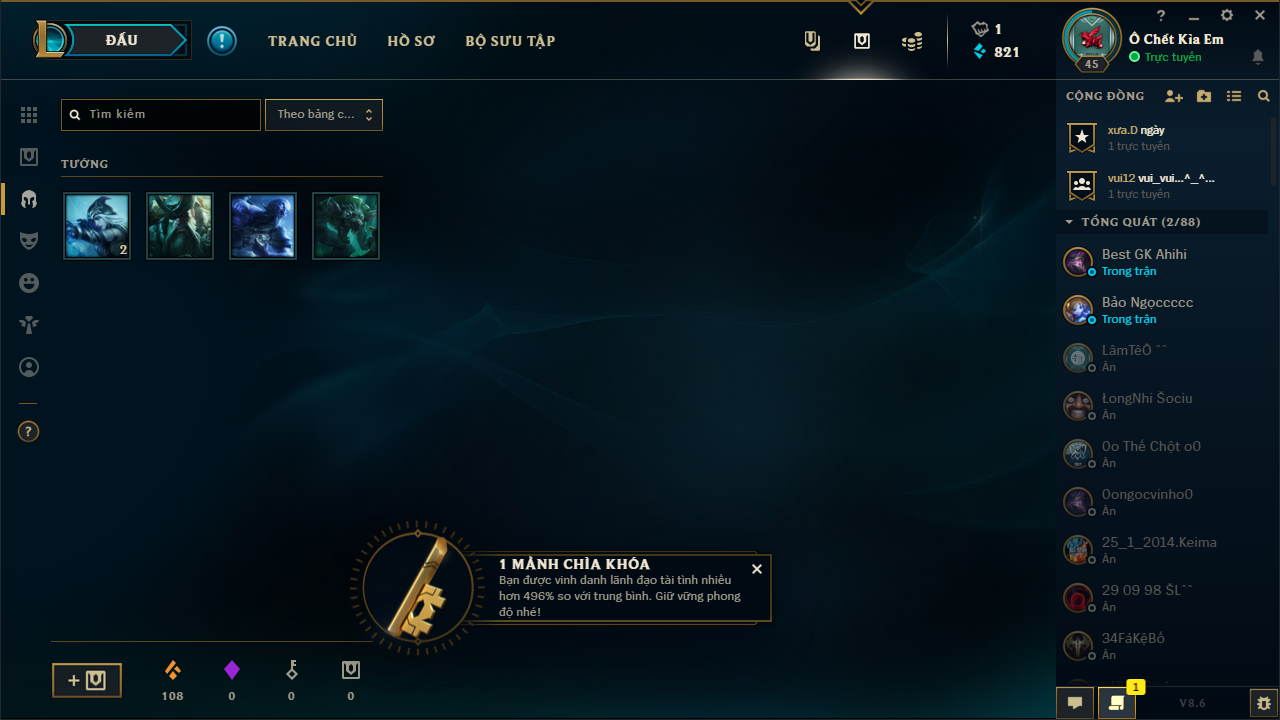 ĐẤU
TRANG CHỦ
HỒ SƠ
BỘ SƯU TẬP
1
821
45
Ô Chết Kìa Em
Trực tuyến
Tìm kiếm
Theo bảng c...
TƯỚNG
2
1 MẢNH CHÌA KHÓA
Bạn được vinh danh lãnh đạo tài tình nhiều
hơn 496% so với trung bình. Giữ vững phong
độ nhé!
108
0
0
0
CỘNG ĐỒNG
xưa.D ngày
1 trực tuyến
vui12 vui_vui...^_^...
1 trực tuyến
TỔNG QUÁT (2/88)
Best GK Ahihi
Trong trận
Bảo Ngọccccc
Trong trận
LâmTêÔ ˆˆ
Ẩn
ŁongNhi Šociu
Ẩn
0o Thế Chột o0
Ẩn
0ongocvinho0
Ẩn
25_1_2014.Keima
Ẩn
29 09 98 ŠLˆˆ
Ẩn
34FáKệBố
Ẩn
1
V8.6